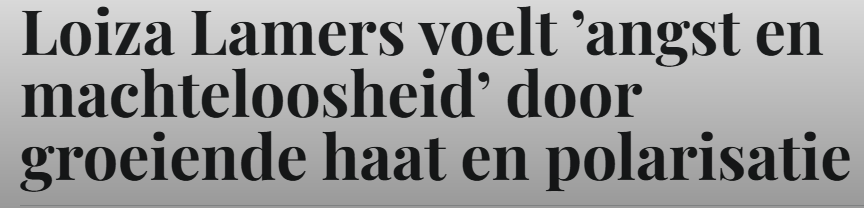 Loiza Lamers voelt ’angst en
machteloosheid’ door
groeiende haat en polarisatie